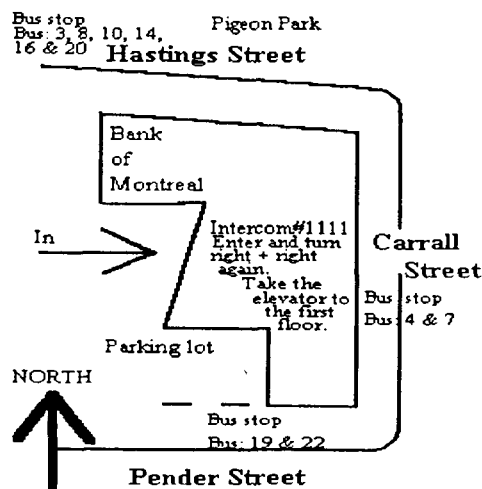 Bus stop
Bus: 3, 8, 10, 14,
16 & 20
Pigeon Park
Hastings Street
Bank
of
Montreal
In
Intercom#1111
Enter and turn
right + right
again.
Take the
elevator to
the first
floor.
Carrall
Street
Bus stop
Bus: 4 & 7
Parking lot
NORTH
Bus stop
Bus: 19 & 22
Pender Street